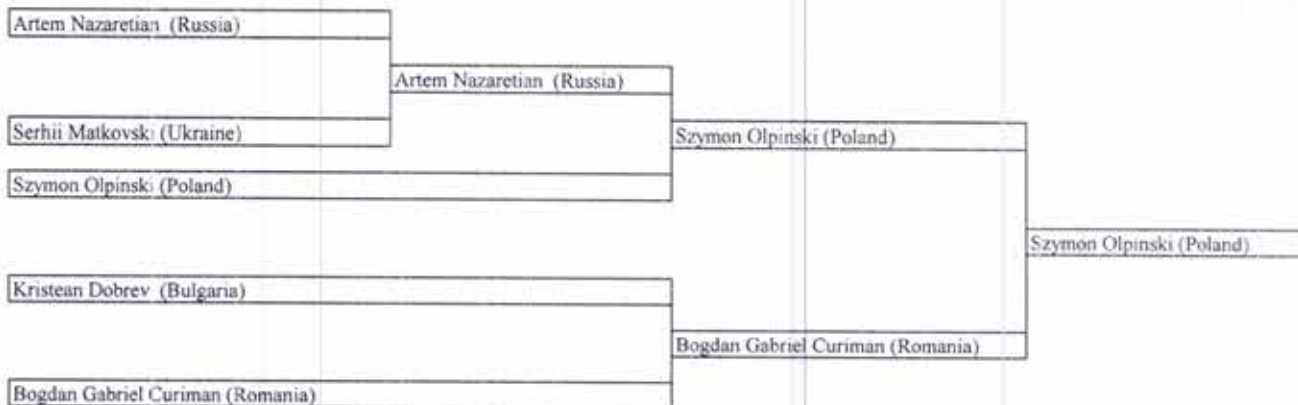 Artem Nazaretian (Russia)
Artem Nazaretian (Russia)
Serhii Matkovski (Ukraine)
Szymon Olpinski (Poland)
Szymon Olpinski (Poland)
Szymon Olpinski (Poland)
Kristean Dobrev (Bulgaria)
Bogdan Gabriel Curiman (Romania)
Bogdan Gabriel Curiman (Romania)